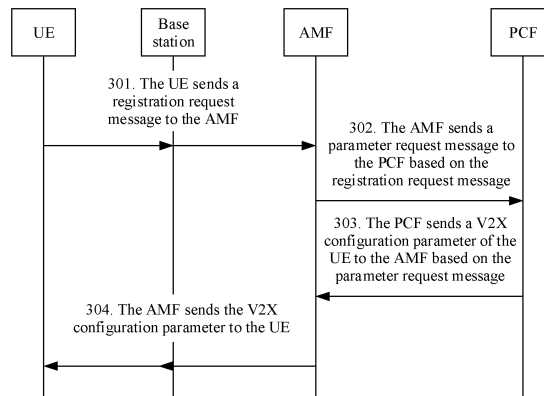 UE
Base
station
AMF
PCF
301. The UE sends a
registration request
message to the AMF
302. The AMF sends a
parameter request message to
the PCF based on the
registration request message
303. The PCF sends a V2X
configuration parameter of the
UE to the AMF based on the
parameter request message
304. The AMF sends the V2X
configuration parameter to the UE